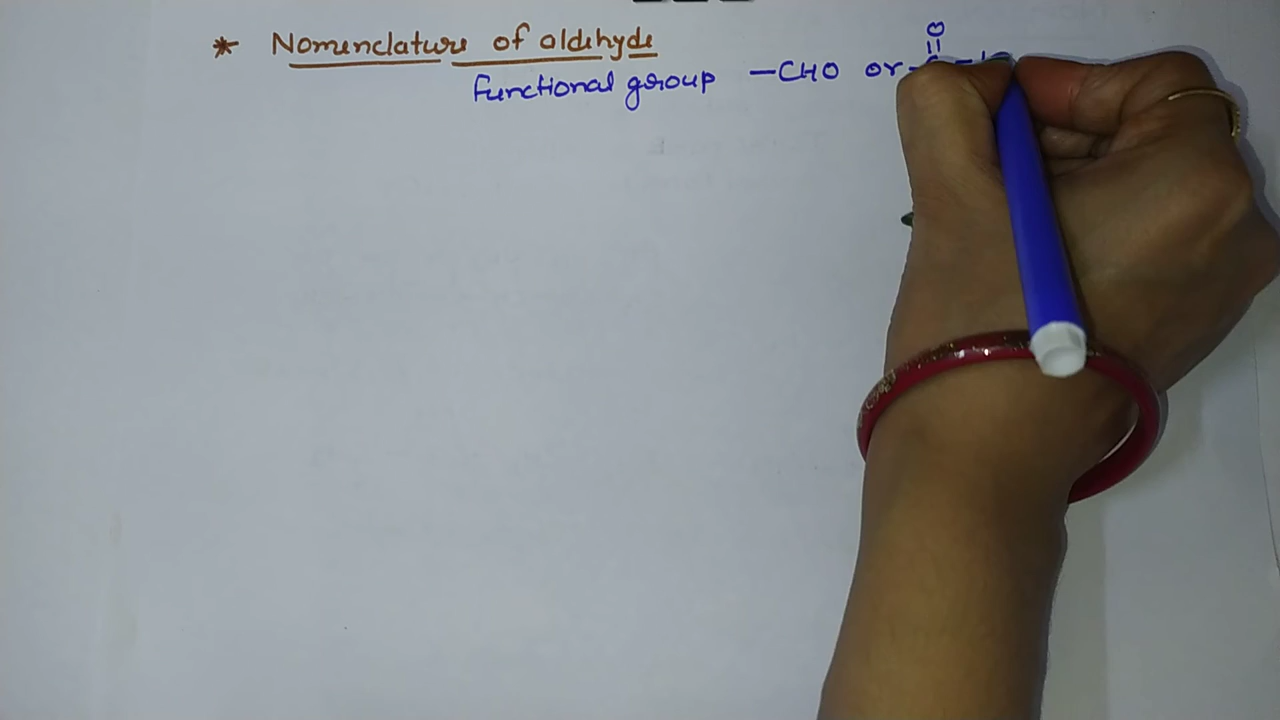 * Nomenclature of aldehyde
O
functional group —CHO or –C–